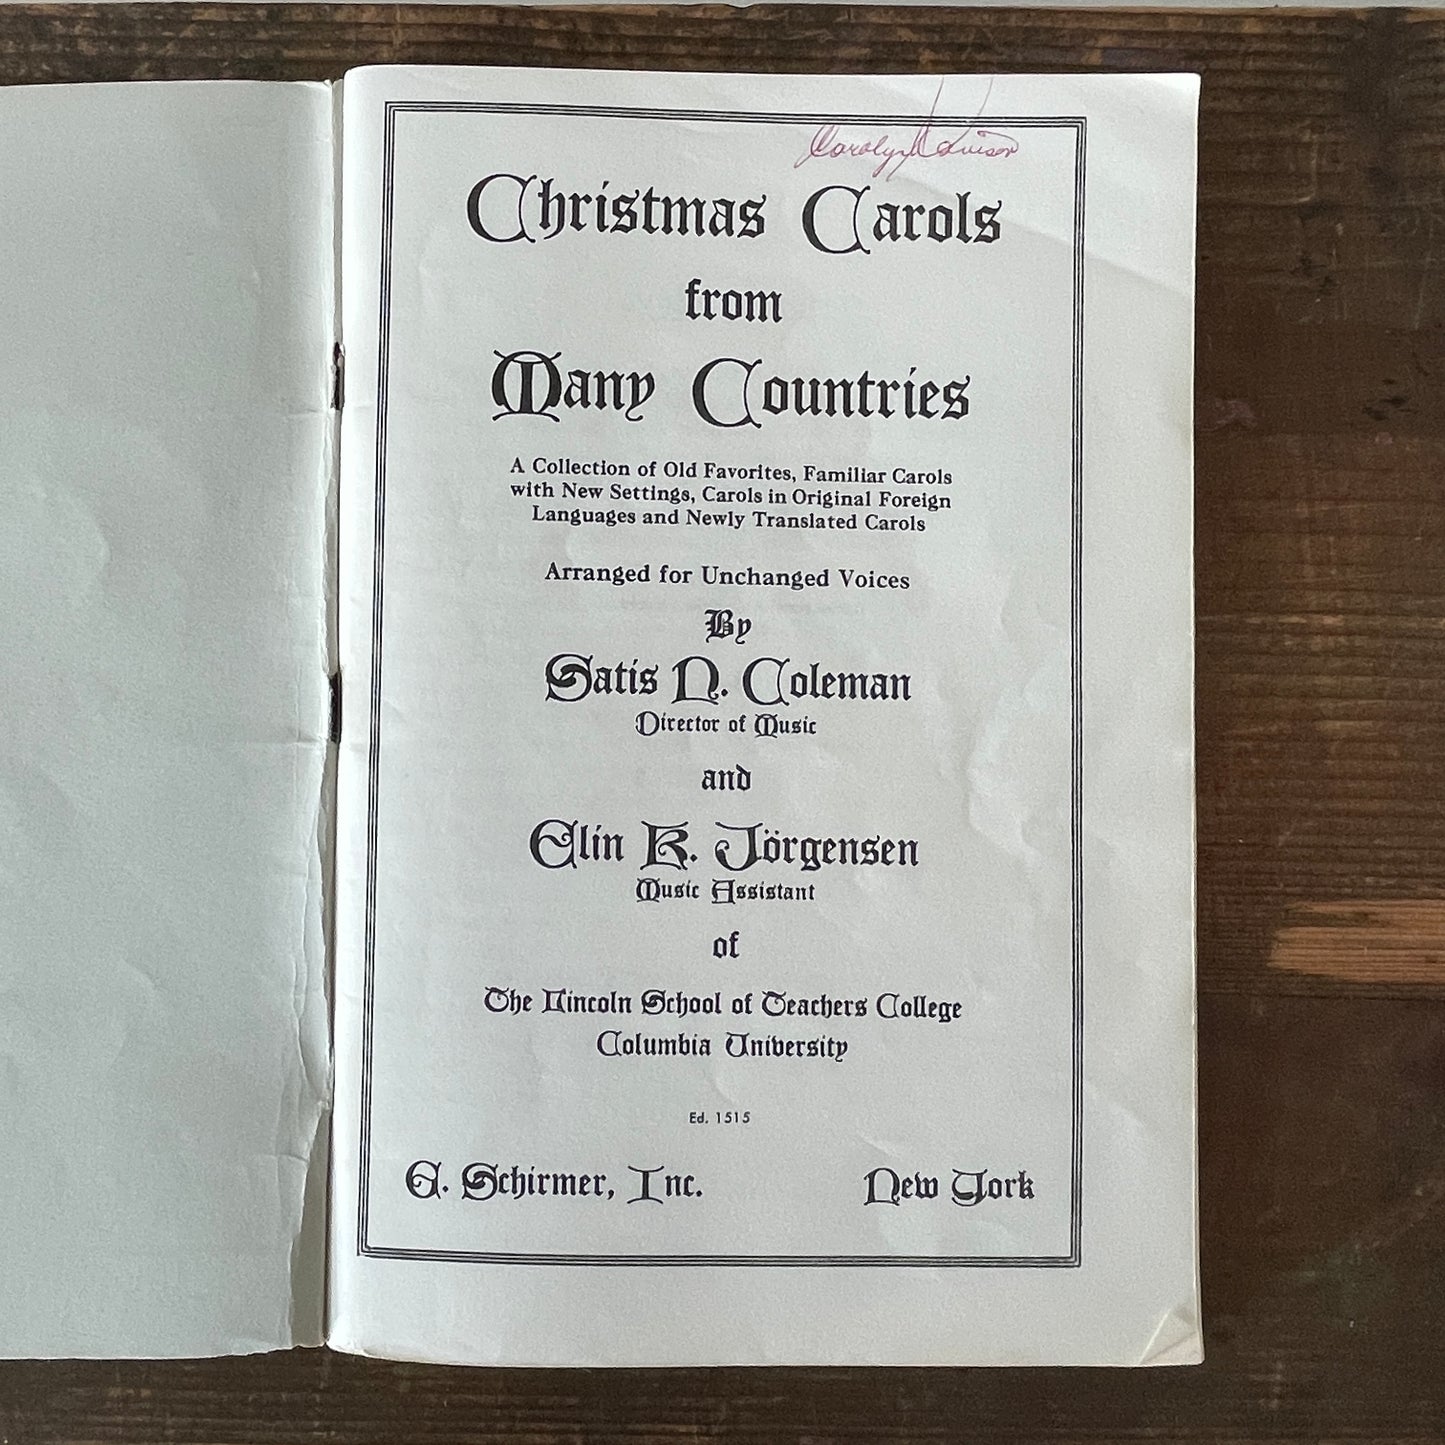 Carolyn
Christmas Carols
from
Many Countries
A Collection of Old Favorites, Familiar Carols
with New Settings, Carols in Original Foreign
Languages and Newly Translated Carols
Arranged for Unchanged Voices
By
Satis N. Coleman
Director of Music
and
Elin K. Jörgensen
Music Assistant
of
The Lincoln School of Teachers College
Columbia University
Ed. 1515
G. Schirmer, Inc. New York